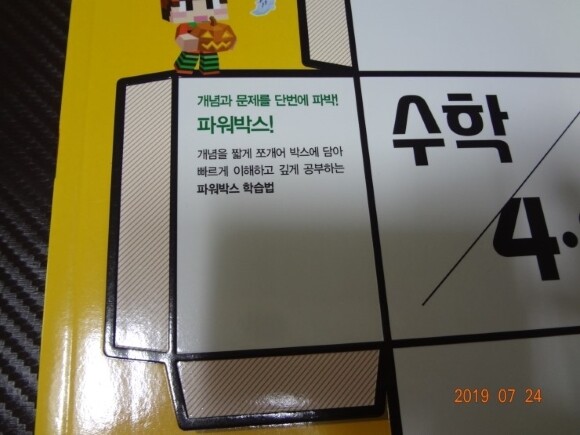 개념과 문제를 단번에 파박!
파워박스!
개념을 짧게 쪼개어 박스에 담아
빠르게 이해하고 깊게 공부하는
파워박스 학습법
수학
4
2019 07 24